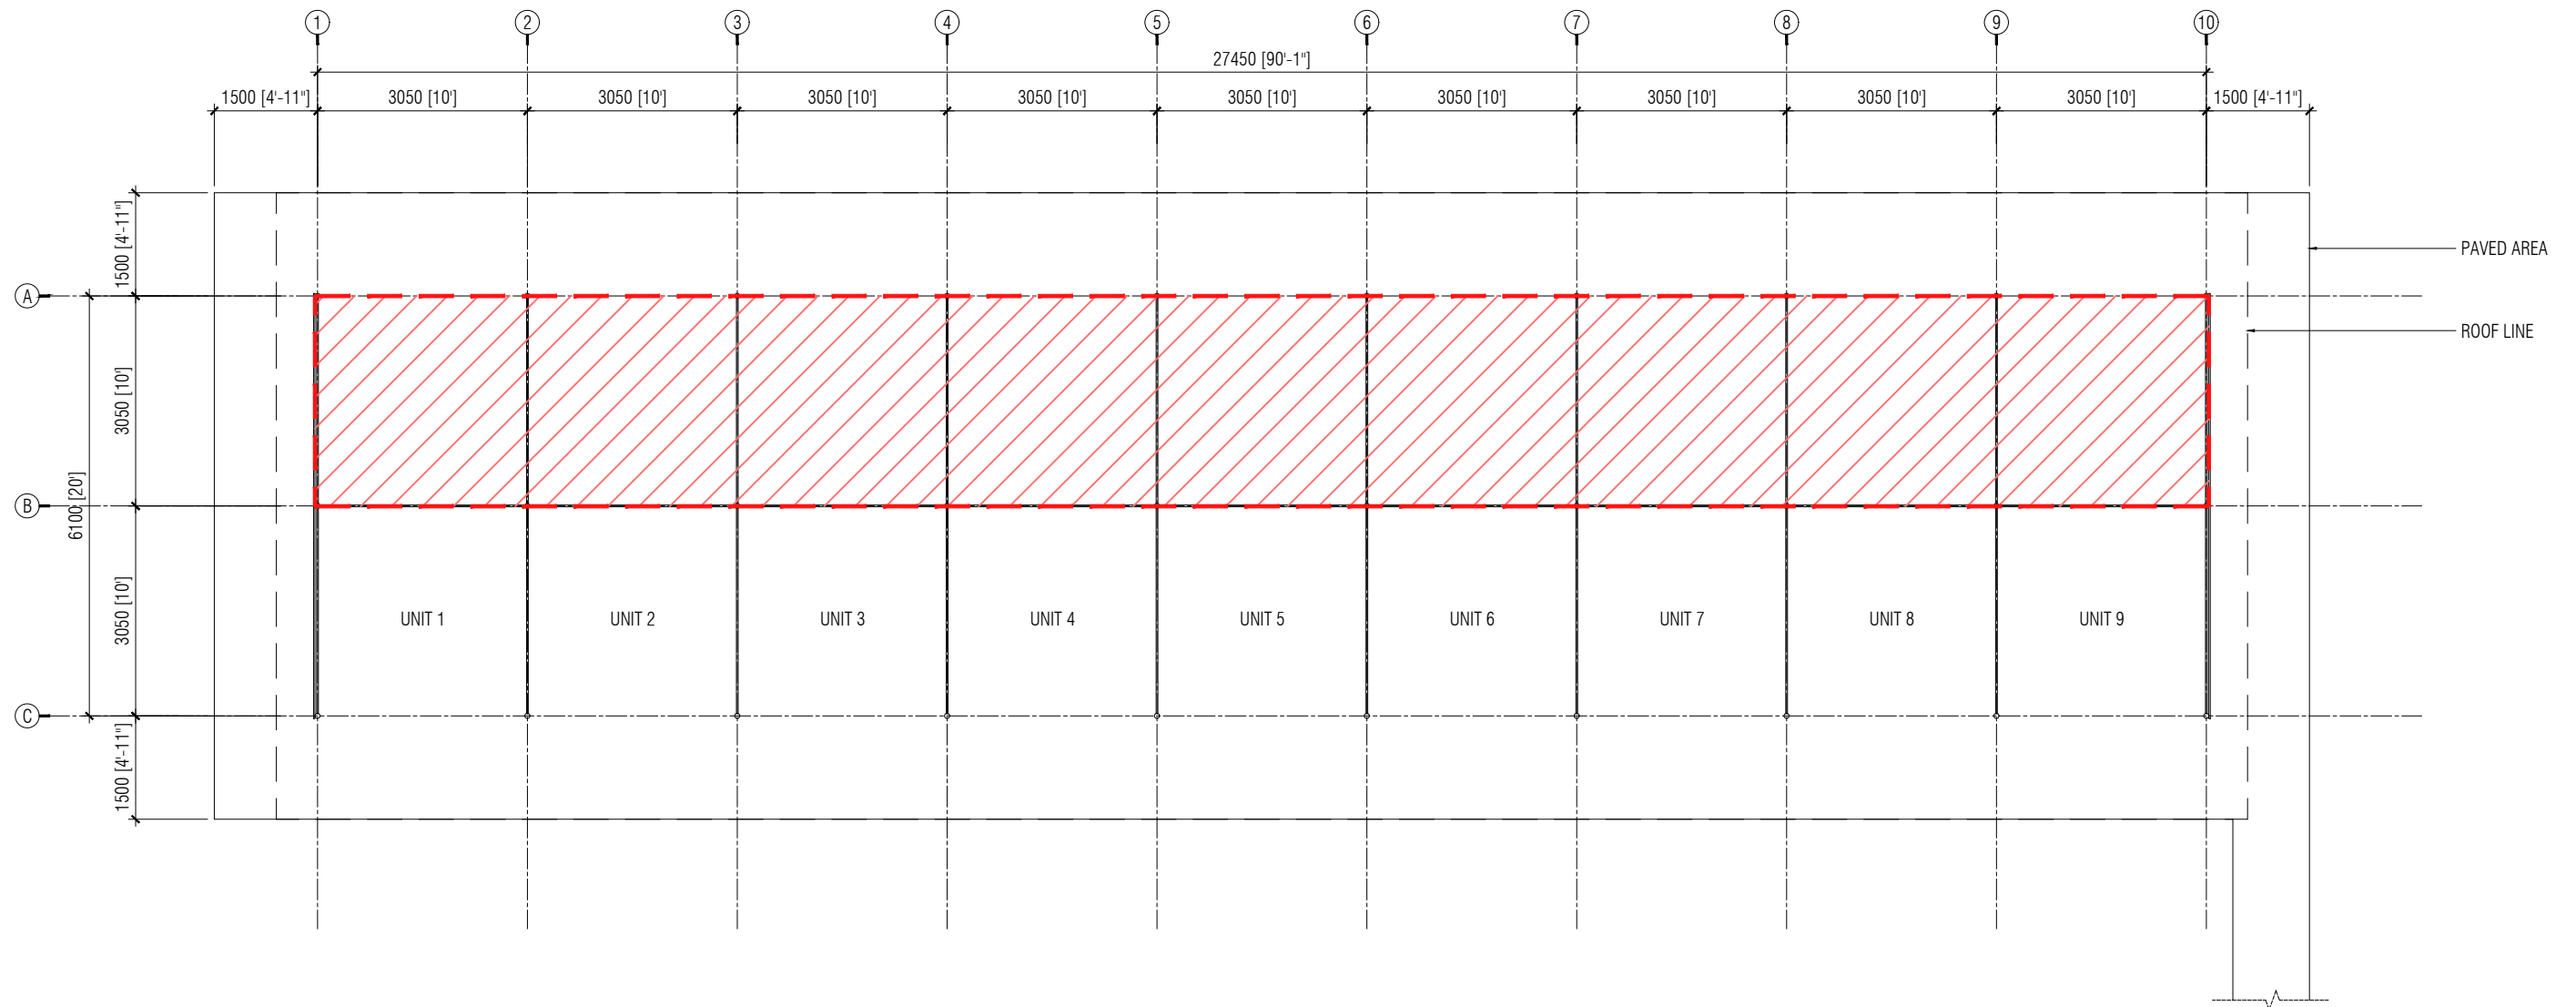 1 2 3 4 5 6 7 8 9 10
27450 [90'-1"]
1500 [4'-11"] 3050 [10'] 3050 [10'] 3050 [10'] 3050 [10'] 3050 [10'] 3050 [10'] 3050 [10'] 3050 [10'] 3050 [10'] 1500 [4'-11"]
1500 [4'-11"]
PAVED AREA
A
ROOF LINE
3050 [10']
B
6100 [20']
3050 [10']
UNIT 1 UNIT 2 UNIT 3 UNIT 4 UNIT 5 UNIT 6 UNIT 7 UNIT 8 UNIT 9
C
1500 [4'-11"]